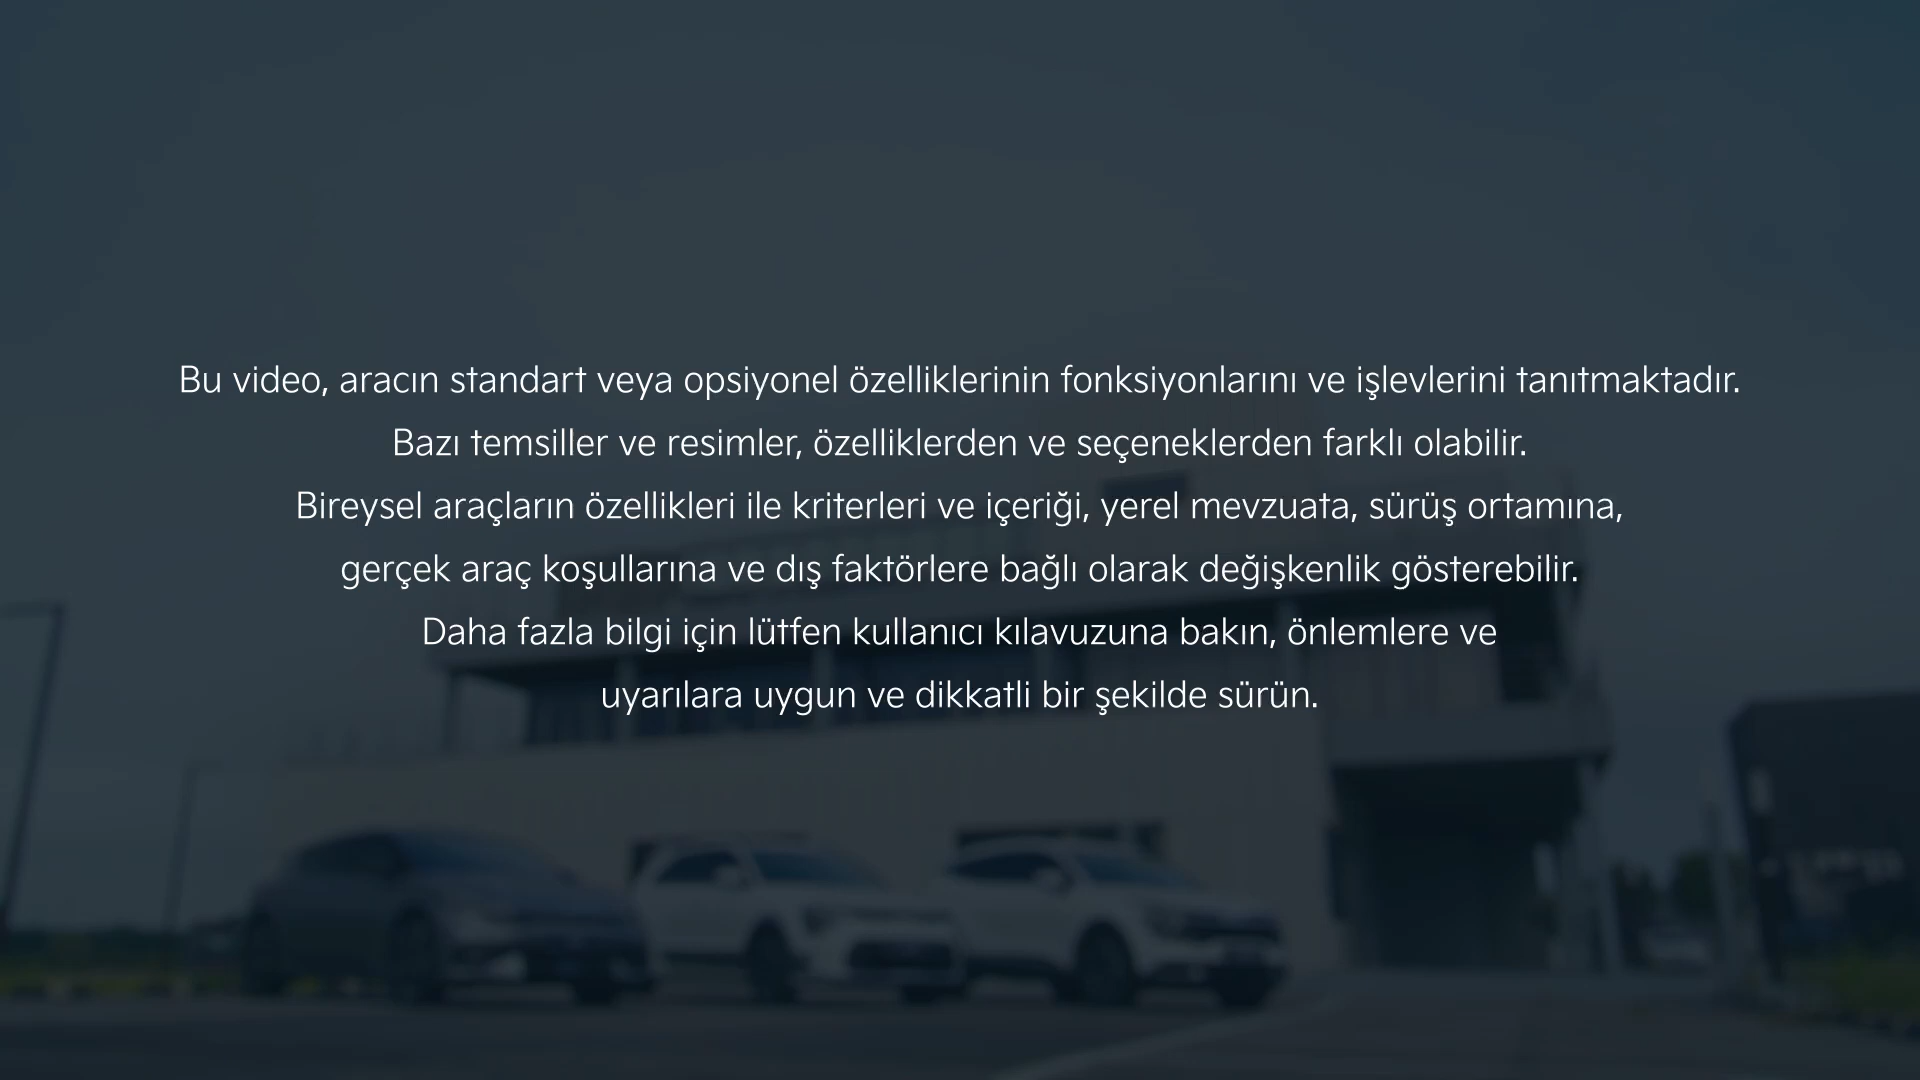 Bu video, aracın standart veya opsiyonel özelliklerinin fonksiyonlarını ve işlevlerini tanıtmaktadır.
Bazı temsiller ve resimler, özelliklerden ve seçeneklerden farklı olabilir.
Bireysel araçların özellikleri ile kriterleri ve içeriği, yerel mevzuata, sürüş ortamına,
gerçek araç koşullarına ve dış faktörlere bağlı olarak değişkenlik gösterebilir.
Daha fazla bilgi için lütfen kullanıcı kılavuzuna bakın, önlemlere ve
uyarılara uygun ve dikkatli bir şekilde sürün.